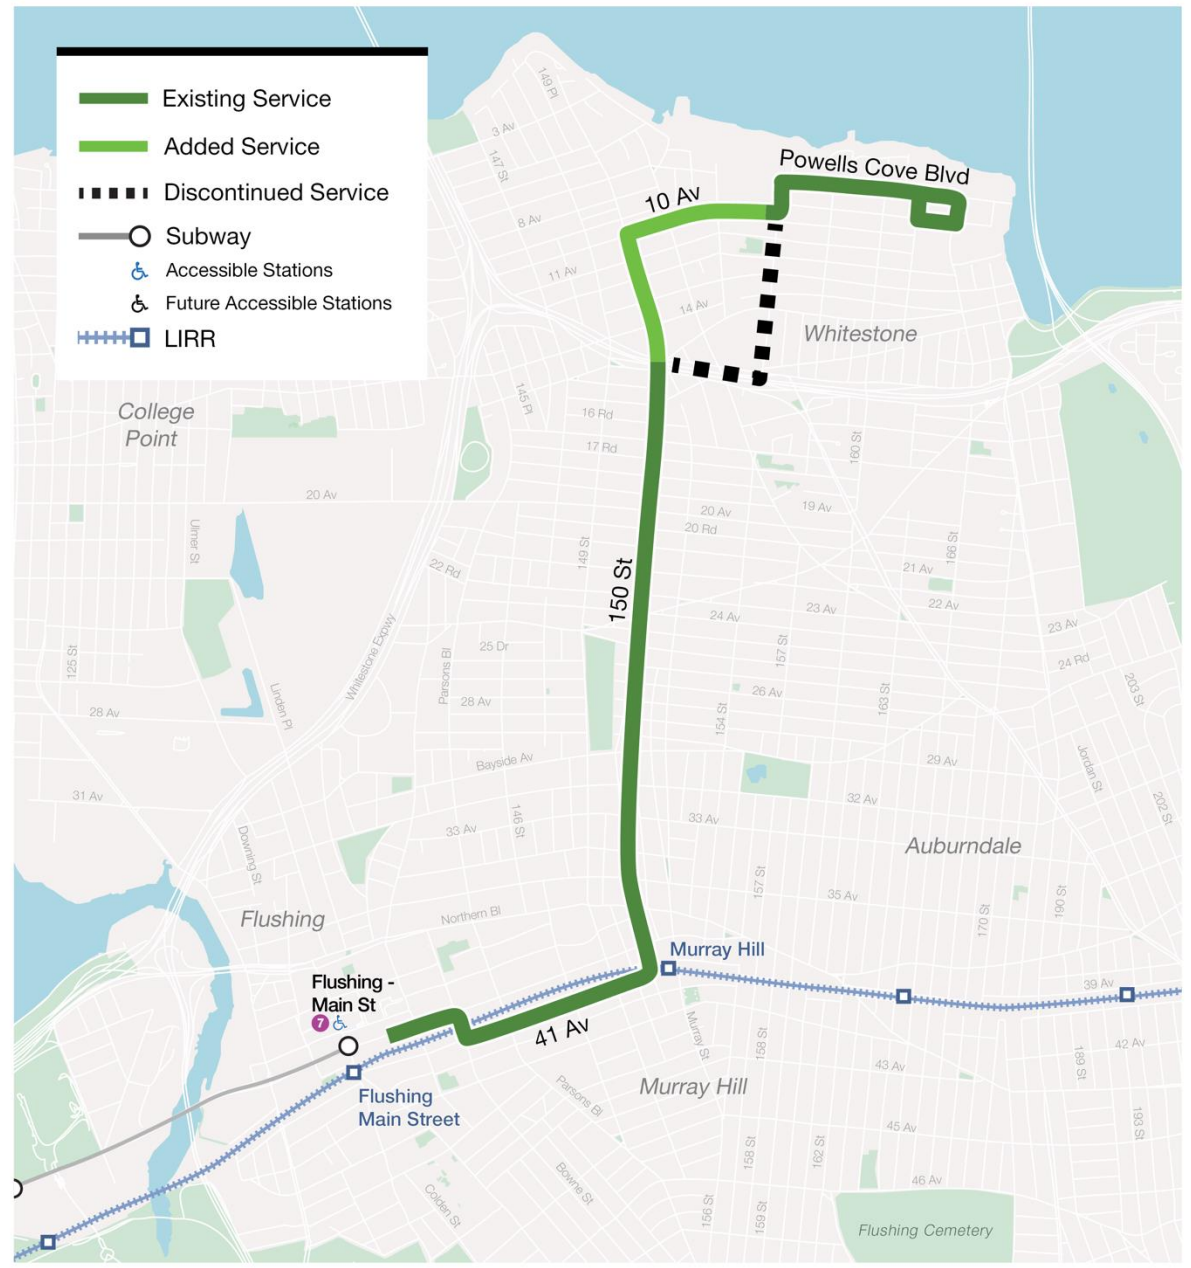 Existing Service
Added Service
Discontinued Service
Subway
Accessible Stations
Future Accessible Stations
LIRR
149 Pl
3 Av
147 St
Powells Cove Blvd
10 Av
8 Av
11 Av
14 Av
Whitestone
College
Point
145 Pl
16 Rd
17 Rd
160 St
20 Av
20 Av
19 Av
20 Rd
Ulmer St
149 St
166 St
22 Rd
21 Av
150 St
22 Av
23 Av
24 Av
23 Av
25 Dr
157 St
24 Rd
125 St
Whitestone Expwy
Parsons Bl
26 Av
163 St
203 St
28 Av
Linden Pl
28 Av
154 St
Bayside Av
29 Av
Jordan St
31 Av
32 Av
202 St
146 St
33 Av
33 Av
Downing St
Auburndale
157 St
35 Av
190 St
170 St
Flushing
Northern Bl
Murray Hill
Flushing -
Main St
7
39 Av
41 Av
Murray St
158 St
42 Av
43 Av
189 St
Flushing
Main Street
Parsons Bl
Murray Hill
45 Av
193 St
158 St
162 St
46 Av
Bowne St
Colden St
156 St
159 St
Flushing Cemetery